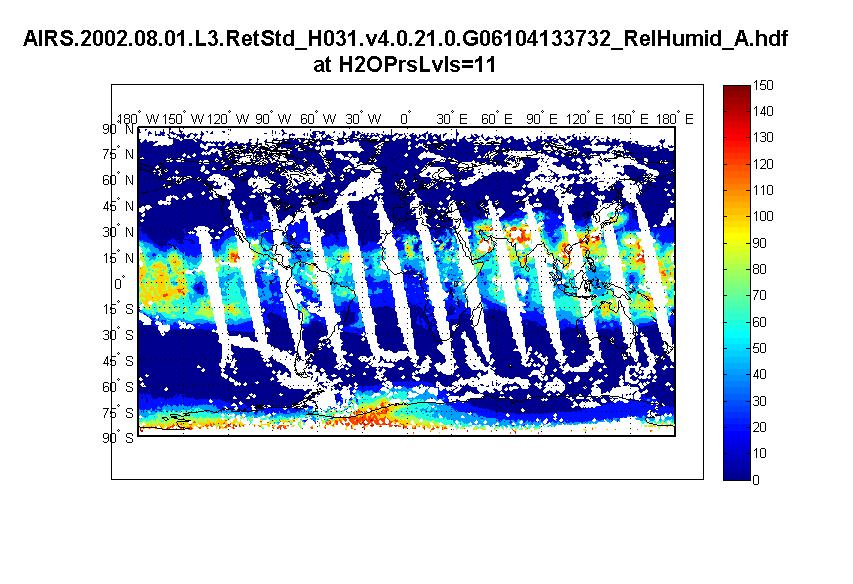 AIRS.2002.08.01.L3.RetStd_H031.v4.0.21.0.G06104133732_RelHumid_A.hdf
at H2OPrsLvls=11
180° W 150° W 120° W 90° W 60° W 30° W 0° 30° E 60° E 90° E 120° E 150° E 180° E
90° N
75° N
60° N
45° N
30° N
15° N
0°
15° S
30° S
45° S
60° S
75° S
90° S
150
140
130
120
110
100
90
80
70
60
50
40
30
20
10
0